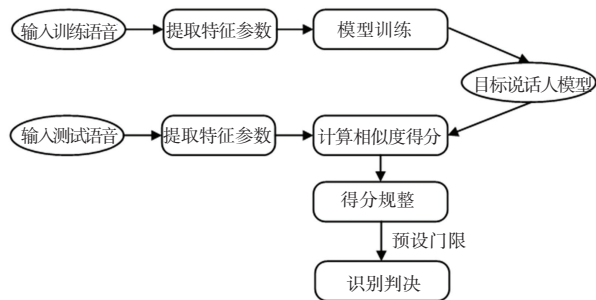 输入训练语音
提取特征参数
模型训练
目标说话人模型
输入测试语音
提取特征参数
计算相似度得分
得分规整
预设门限
识别判决